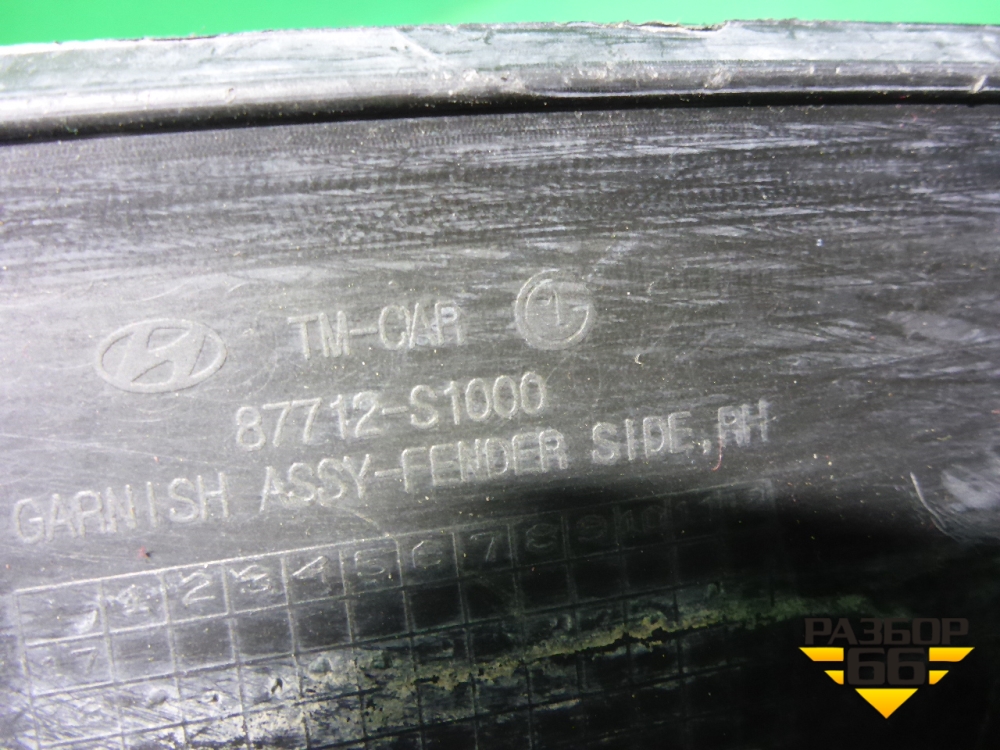 TM-CAR
87712-S1000
GARNISH ASSY-FENDER SIDE,RH
1 2 3 4 5 6 7 8 9 10 11
17
РАЗБОР
66